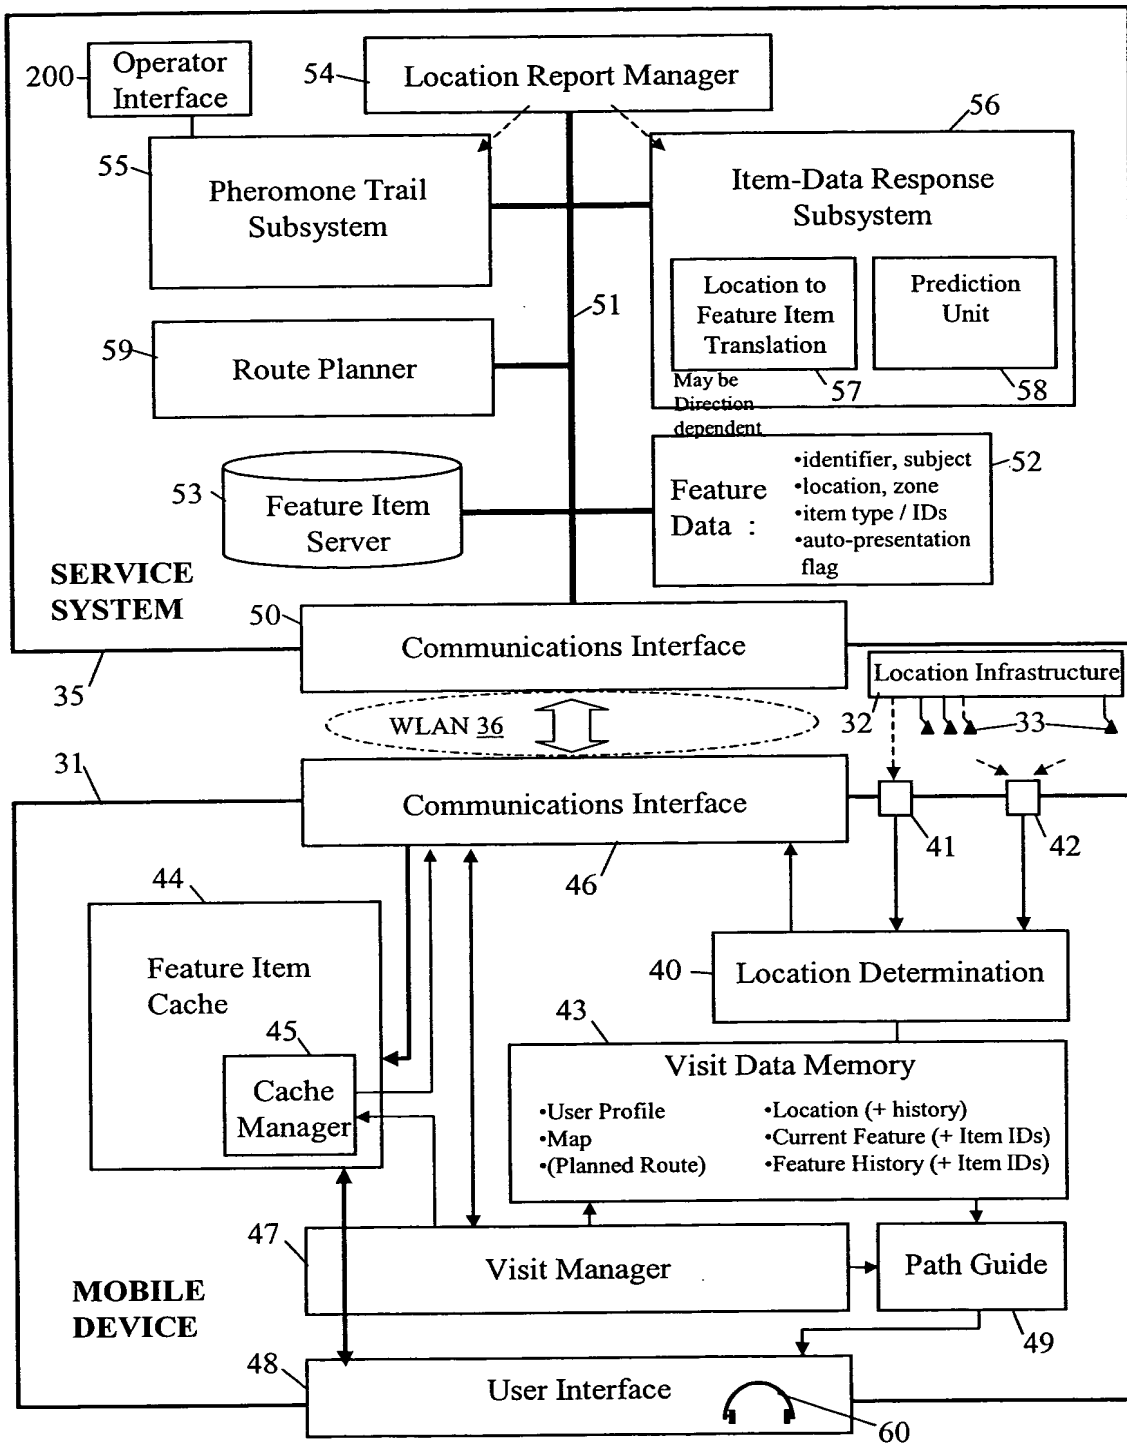 200
Operator
Interface
54
Location Report Manager
55
Pheromone Trail
Subsystem
56
Item-Data Response
Subsystem
Location to
Feature Item
Translation
57
Prediction
Unit
58
May be
Direction
dependent
51
59
Route Planner
53
Feature Item
Server
52
Feature
Data :
•identifier, subject
•location, zone
•item type / IDs
•auto-presentation
flag
SERVICE
SYSTEM
50
Communications Interface
35
WLAN 36
Location Infrastructure
32
33
31
Communications Interface
46
41
42
44
Feature Item
Cache
45
Cache
Manager
40
Location Determination
43
Visit Data Memory
•User Profile
•Map
•(Planned Route)
•Location (+ history)
•Current Feature (+ Item IDs)
•Feature History (+ Item IDs)
47
Visit Manager
Path Guide
49
MOBILE
DEVICE
48
User Interface
60